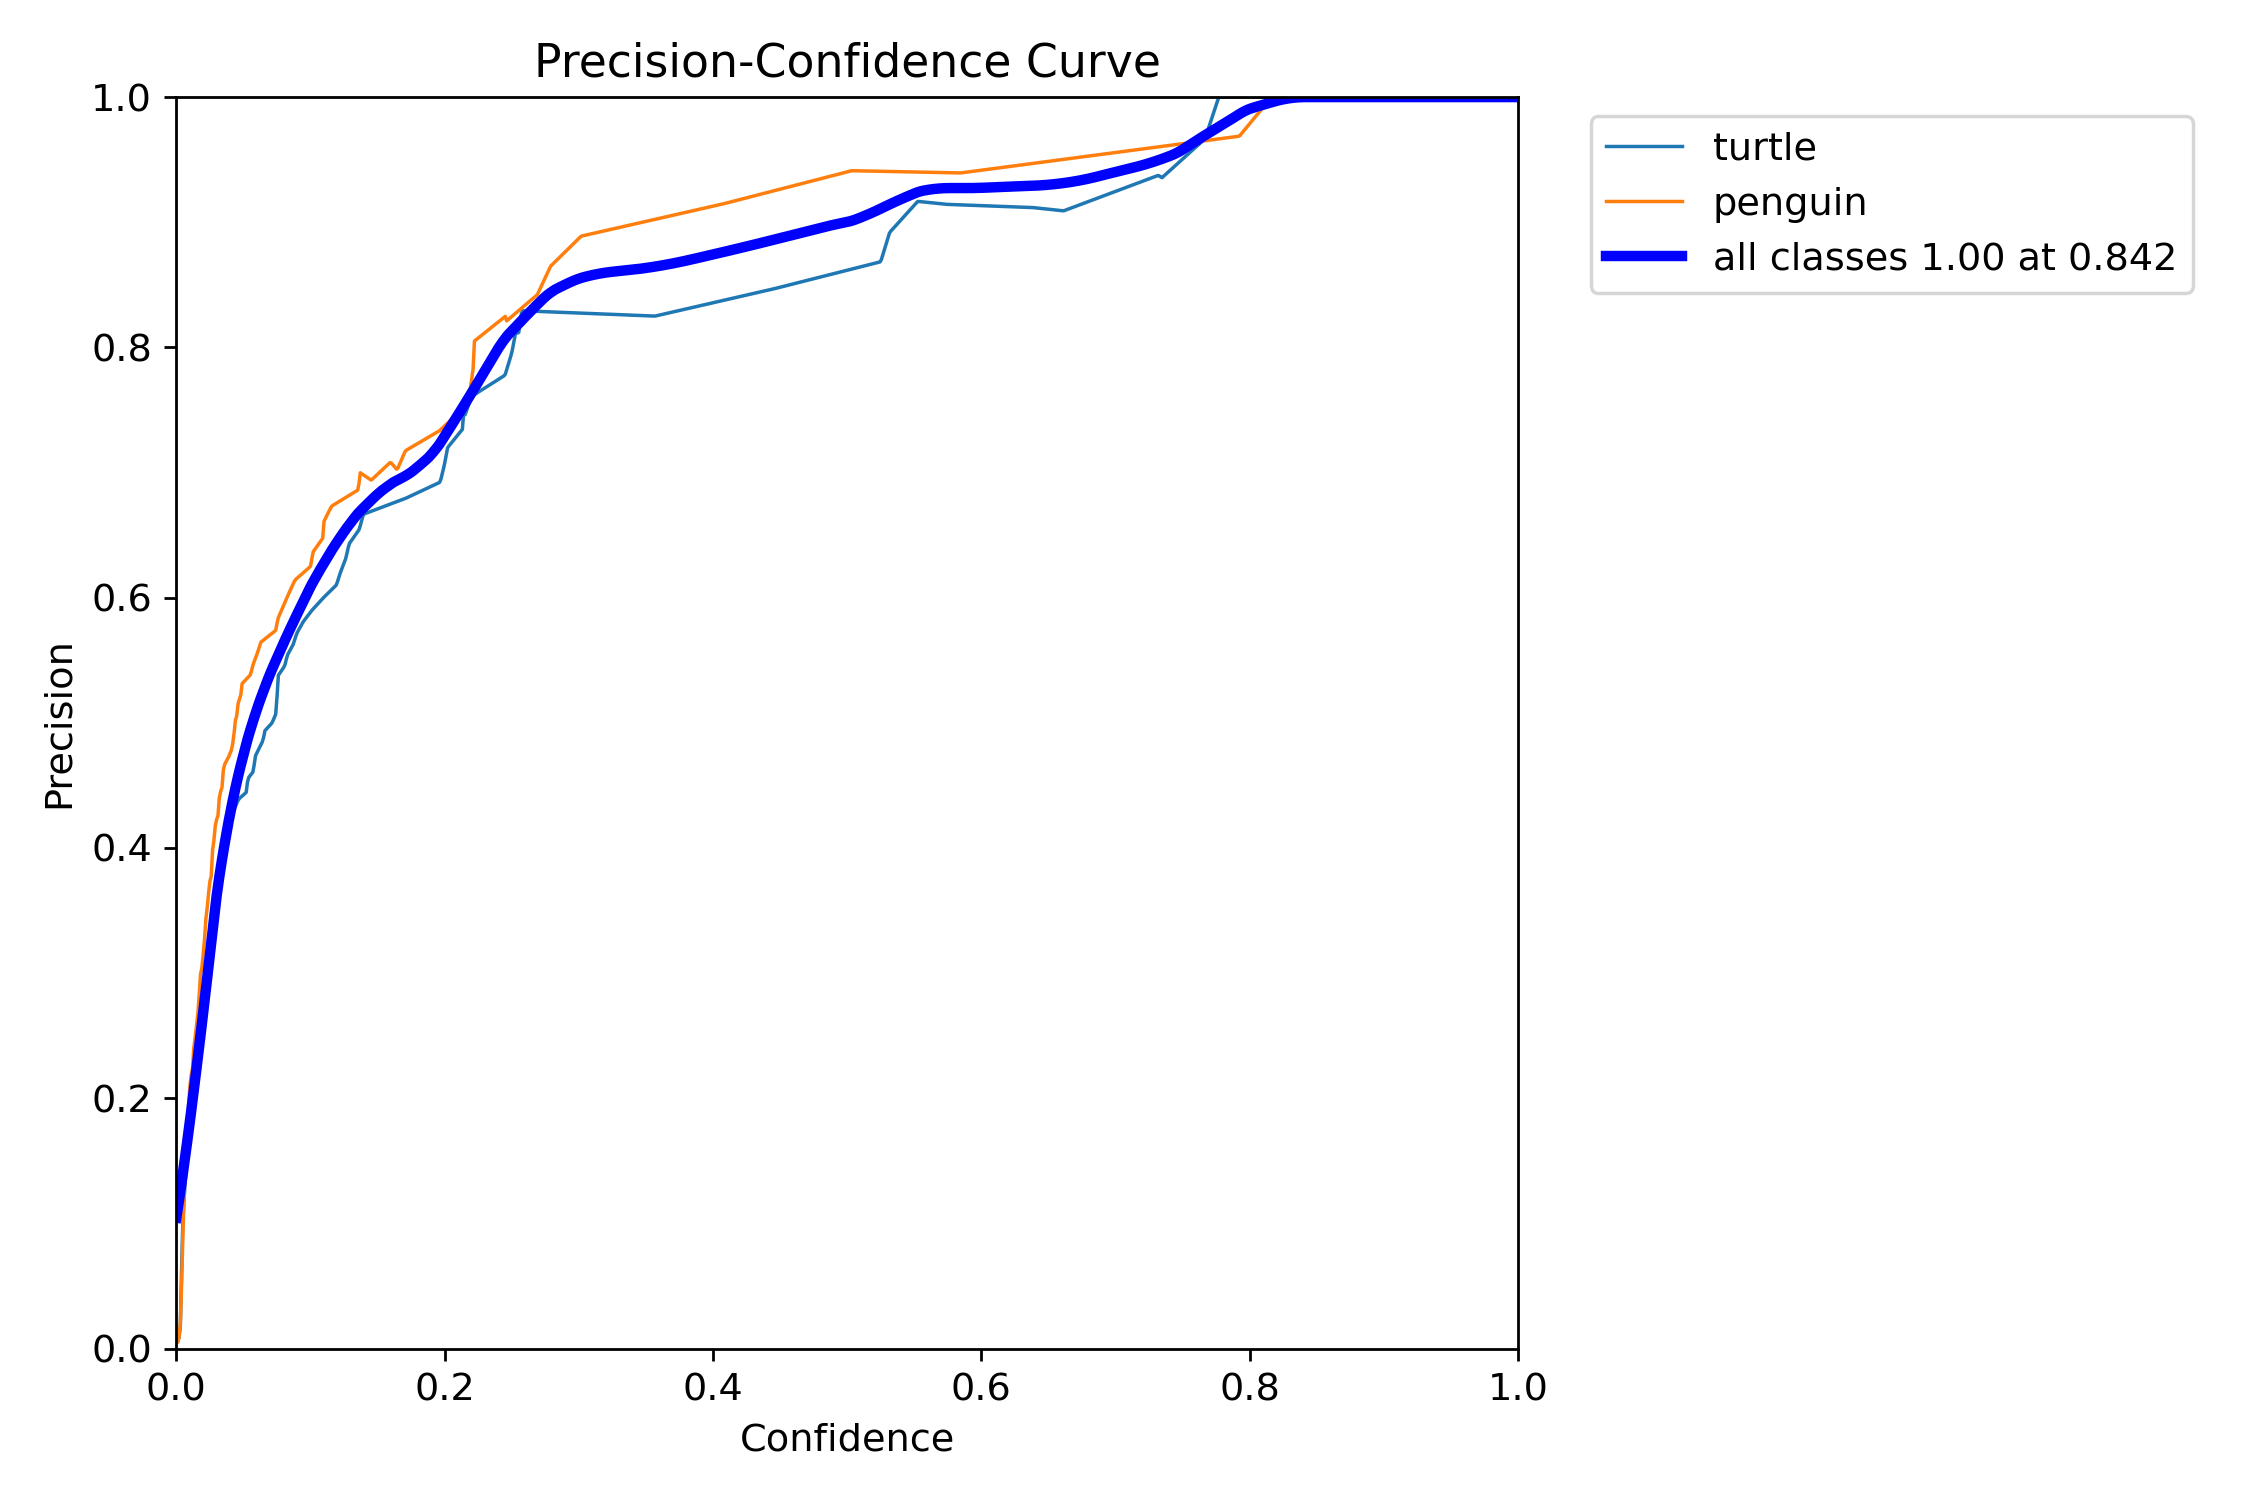 Precision-Confidence Curve
1.0
0.8
0.6
0.4
0.2
0.0
Precision
0.0 0.2 0.4 0.6 0.8 1.0
Confidence
turtle
penguin
all classes 1.00 at 0.842